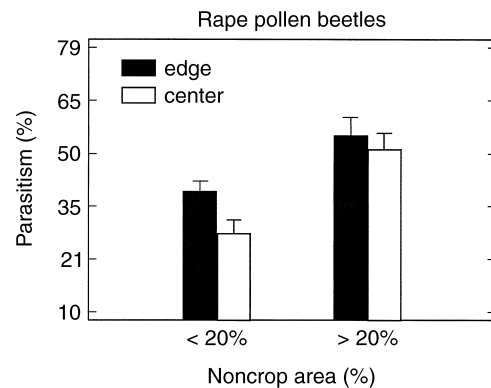 Rape pollen beetles
79
65
50
35
21
10
Parasitism (%)
edge
center
< 20%
> 20%
Noncrop area (%)